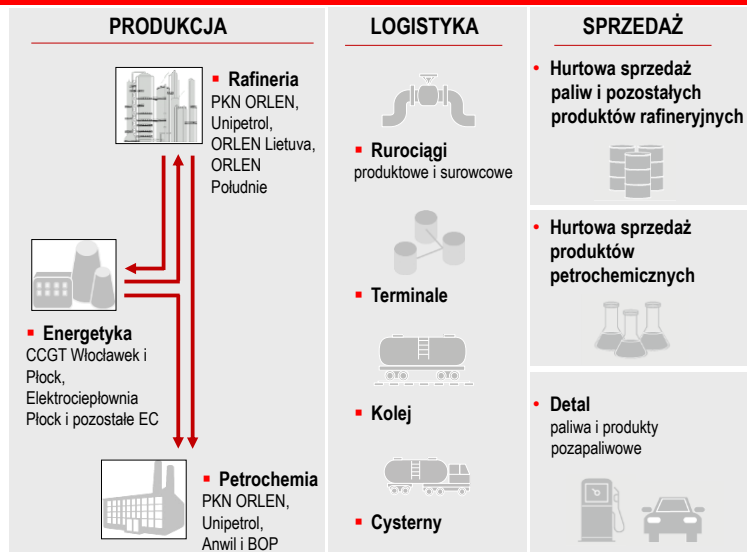 PRODUKCJA
Rafineria
PKN ORLEN,
Unipetrol,
ORLEN Lietuva,
ORLEN
Południe
Energetyka
CCGT Włocławek i
Płock,
Elektrociepłownia
Płock i pozostałe EC
Petrochemia
PKN ORLEN,
Unipetrol,
Anwil i BOP
LOGISTYKA
Rurociągi
produktowe i surowcowe
Terminale
Kolej
Cysterny
SPRZEDAŻ
Hurtowa sprzedaż
paliw i pozostałych
produktów rafineryjnych
Hurtowa sprzedaż
produktów
petrochemicznych
Detal
paliwa i produkty
pozapaliwowe